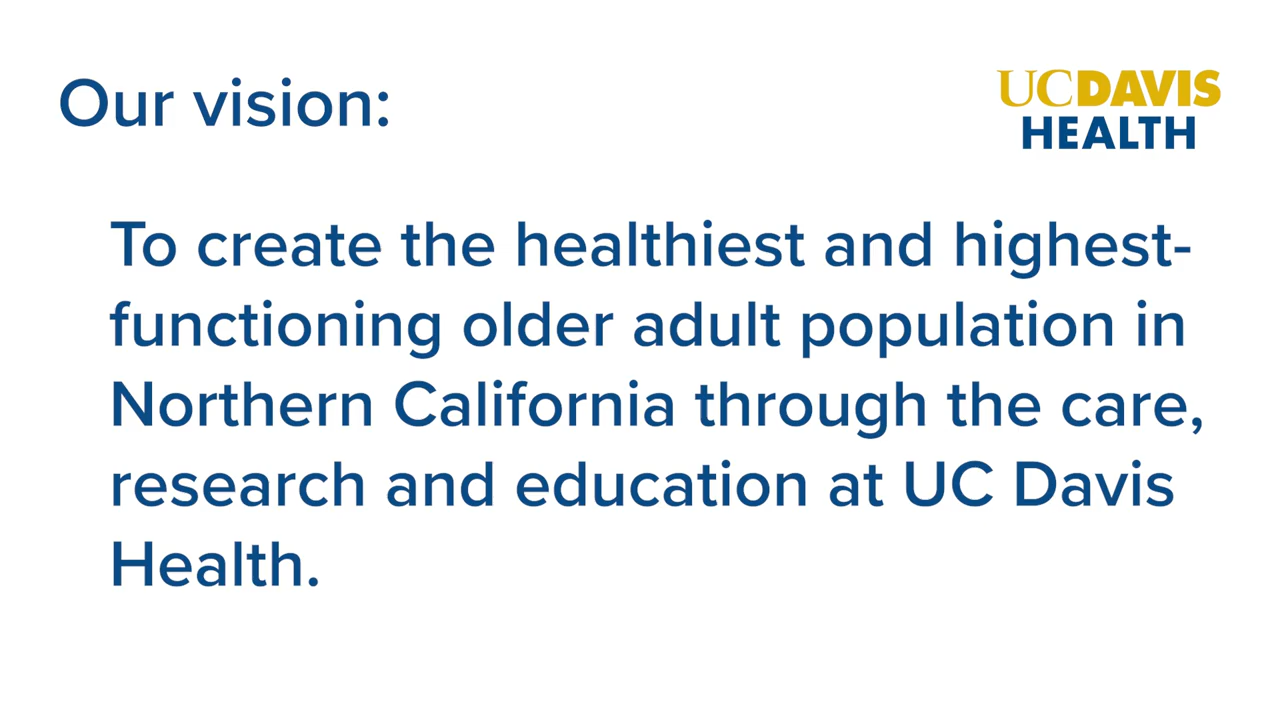 Our vision:
UCDAVIS
HEALTH
To create the healthiest and highest-
functioning older adult population in
Northern California through the care,
research and education at UC Davis
Health.